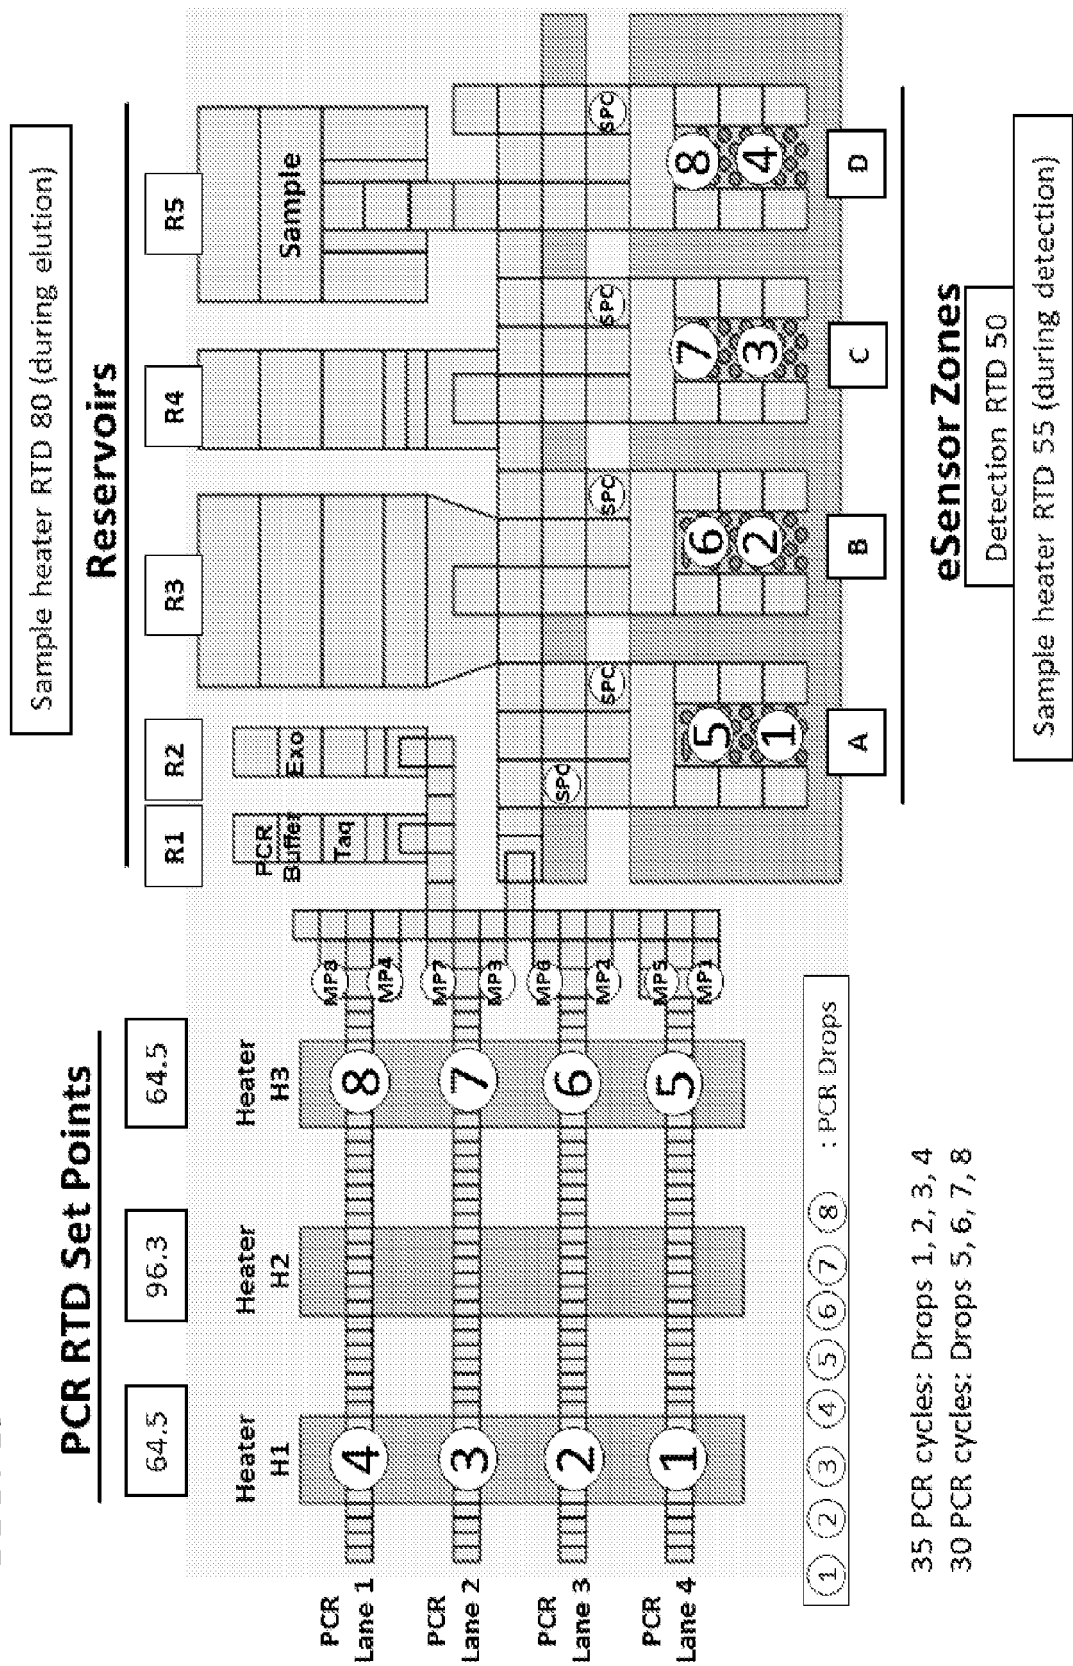 PCR RTD Set Points
64.5
96.3
64.5
Heater
H1
Heater
H2
Heater
H3
PCR
Lane 1
PCR
Lane 2
PCR
Lane 3
PCR
Lane 4
4
8
3
7
2
6
1
5
MP8
MP4
MP7
MP3
MP6
MP2
MP5
MP1
1 2 3 4 5 6 7 8 : PCR Drops
35 PCR cycles: Drops 1, 2, 3, 4
30 PCR cycles: Drops 5, 6, 7, 8
Sample heater RTD 80 (during elution)
Reservoirs
R1
R2
R3
R4
R5
PCR
Buffer
Taq
Exo
Sample
SPC
SPC
SPC
SPC
SPC
5
6
7
8
1
2
3
4
A
B
C
D
eSensor Zones
Detection RTD 50
Sample heater RTD 55 (during detection)